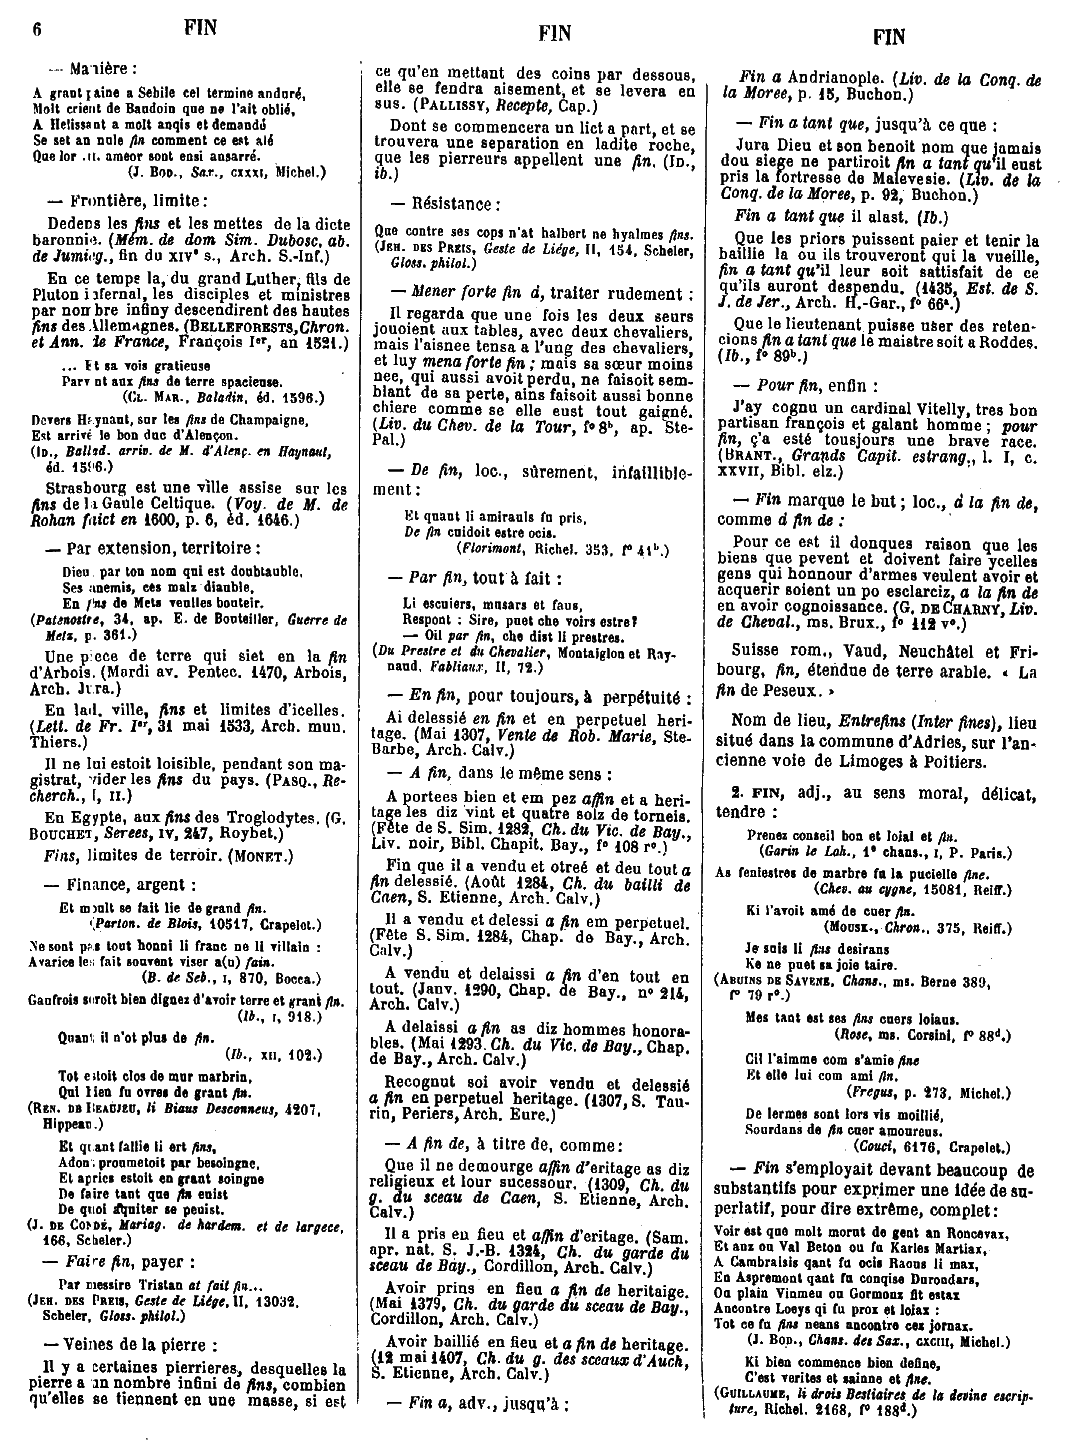 6 FIN
FIN
FIN
— Manière :
A grant paine a Sebile cel termine anduré,
Molt crient de Baudoin que ne l'ait oblié,
A Helissant a molt anqis et demandé
Se set an nule fin comment ce est alé
Que lor ameor sont ensi ansarré.
(J. BOD., Sax., CXXXI, Michel.)
— Frontière, limite :
Dedens les fins et les mettes de la dicte
baronnie. (Mém. de dom Sim. Dubosc, ab.
de Jumièg., fin du XIVe s., Arch. S.-Inf.)
En ce temps la, du grand Luther, fils de
Pluton infernal, les disciples et ministres
par nombre infiny descendirent des hautes
fins des Allemagnes. (BELLEFORESTS, Chron.
et Ann. de France, François Ier, an 1521.)
... Et sa vois gratieuse
Parvint aux fins de terre spacieuse.
(CL. MAR., Baladin, éd. 1596.)
Devers Haynaut, sur les fins de Champaigne,
Est arrivé le bon duc d'Alençon.
(ID., Ballad. arriv. de M. d'Alenç. en Haynaut,
éd. 1596.)
Strasbourg est une ville assise sur les
fins de la Gaule Celtique. (Voy. de M. de
Rohan faict en 1600, p. 6, éd. 1646.)
— Par extension, territoire :
Dieu par ton nom qui est doubtauble,
Ses anemis, ces malz diauble,
En fins de Mets veulles bouteir.
(Patenostre, 34, ap. E. de Bouteiller, Guerre de
Metz, p. 361.)
Une piece de terre qui siet en la fin
d'Arbois. (Mardi av. Pentec. 1470, Arbois,
Arch. Jura.)
En lad. ville, fins et limites d'icelles.
(Lett. de Fr. Ier, 31 mai 1533, Arch. mun.
Thiers.)
Il ne lui estoit loisible, pendant son ma-
gistrat, vider les fins du pays. (PASQ., Re-
cherch., I, II.)
En Egypte, aux fins des Troglodytes. (G.
BOUCHET, Serees, IV, 247, Roybet.)
Fins, limites de terroir. (MONET.)
— Finance, argent :
Et moult se fait lie de grand fin.
(Parton. de Blois, 10517, Crapelet.)
Ne sont pas tout honni li franc ne li villain :
Avarice les fait souvent viser a(u) fain.
(B. de Seb., I, 870, Bocca.)
Gaufrois seroit bien dignez d'avoir terre et grant fin.
(Ib., I, 918.)
Quant il n'ot plus de fin.
(Ib., XII, 102.)
Tot estoit clos de mur marbrin,
Qui l'ien fu ovres de grant fin.
(REN. DE BEAUJEU, li Biaus Desconneus, 4207,
Hippeau.)
Et quant faillie li ert fins,
Adont prometoit par besoingne,
Et apries estoit en grant soingne
De faire tant que fin euist
De quoi aquiter se peuist.
(J. DE CONDÉ, Mariag. de hardem. et de largece,
166, Scheler.)
— Faire fin, payer :
Par messire Tristan at fait fin...
(JEH. DES PREIS, Geste de Liége, II, 13032,
Scheler, Gloss. philol.)
— Veines de la pierre :
Il y a certaines pierrieres, desquelles la
pierre a un nombre infini de fins, combien
qu'elles se tiennent en une masse, si est
ce qu'en mettant des coins par dessous,
elle se fendra aisement, et se levera en
sus. (PALLISSY, Recepte, Cap.)
Dont se commencera un lict a part, et se
trouvera une separation en ladite roche,
que les pierreurs appellent une fin. (ID.,
ib.)
— Résistance :
Que contre ses cops n'at halbert ne hyalmes fins.
(JEH. DES PREIS, Geste de Liége, II, 154, Scheler,
Gloss. philol.)
— Mener forte fin à, traiter rudement :
Il regarda que une fois les deux seurs
jouoient aux tables, avec deux chevaliers,
mais l'aisnee tensa a l'ung des chevaliers,
et luy mena forte fin ; mais sa sœur moins
nee, qui aussi avoit perdu, ne faisoit sem-
blant de sa perte, ains faisoit aussi bonne
chiere comme se elle eust tout gaigné.
(Liv. du Chev. de la Tour, fo 8b, ap. Ste-
Pal.)
— De fin, loc., sûrement, infaillible-
ment :
Et quant li amirauls fu pris,
De fin cuidoit estre ocis.
(Florimont, Richel. 353, fo 41b.)
— Par fin, tout à fait :
Li escuiers, musars et faus,
Respont : Sire, puet che voirs estre?
— Oil par fin, che dist li prestres.
(Du Prestre et du Chevalier, Montaiglon et Ray-
naud, Fabliaux, II, 72.)
— En fin, pour toujours, à perpétuité :
Ai delessié en fin et en perpetuel heri-
tage. (Mai 1307, Vente de Rob. Marie, Ste-
Barbe, Arch. Calv.)
— A fin, dans le même sens :
A portees bien et em pez affin et a heri-
tage les diz vint et quatre solz de torneis.
(Fête de S. Sim. 1282, Ch. du Vic. de Bay.,
Liv. noir, Bibl. Chapit. Bay., fo 108 ro.)
Fin que il a vendu et otreé et deu tout a
fin delessié. (Août 1284, Ch. du bailli de
Caen, S. Etienne, Arch. Calv.)
Il a vendu et delessi a fin em perpetuel.
(Fête S. Sim. 1284, Chap. de Bay., Arch.
Calv.)
A vendu et delaissi a fin d'en tout en
tout. (Janv. 1290, Chap. de Bay., no 214,
Arch. Calv.)
A delaissi a fin as diz hommes honora-
bles. (Mai 1293. Ch. du Vic. de Bay., Chap.
de Bay., Arch. Calv.)
Recognut soi avoir vendu et delessié
a fin en perpetuel heritage. (1307, S. Tau-
rin, Periers, Arch. Eure.)
— A fin de, à titre de, comme :
Que il ne demourge affin d'eritage as diz
religieux et lour sucessour. (1309, Ch. du
g. du sceau de Caen, S. Etienne, Arch.
Calv.)
Il a pris en fieu et affin d'eritage. (Sam.
apr. nat. S. J.-B. 1324, Ch. du garde du
sceau de Bay., Cordillon, Arch. Calv.)
Avoir prins en fieu a fin de heritaige.
(Mai 1379, Ch. du garde du sceau de Bay.,
Cordillon, Arch. Calv.)
Avoir baillié en fieu et a fin de heritage.
(12 mai 1407, Ch. du g. des sceaux d'Auch,
S. Etienne, Arch. Calv.)
— Fin a, adv., jusqu'à :
Fin a Andrianople. (Liv. de la Conq. de
la Moree, p. 15, Buchon.)
— Fin a tant que, jusqu'à ce que :
Jura Dieu et son benoit nom que jamais
dou siege ne partiroit fin a tant qu'il eust
pris la fortresse de Malevesie. (Liv. de la
Conq. de la Moree, p. 92, Buchon.)
Fin a tant que il alast. (Ib.)
Que les priors puissent paier et tenir la
baillie la ou ils trouveront qui la vueille,
fin a tant qu'il leur soit sattisfait de ce
qu'ils auront despendu. (1435, Est. de S.
J. de Jer., Arch. H.-Gar., fo 66a.)
Que le lieutenant puisse user des reten-
cions fin a tant que le maistre soit a Roddes.
(Ib., fo 89b.)
— Pour fin, enfin :
J'ay cognu un cardinal Vitelly, tres bon
partisan françois et galant homme ; pour
fin, ç'a esté tousjours une brave race.
(BRANT., Grands Capit. estrang., l. I, c.
XXVII, Bibl. elz.)
— Fin marque le but ; loc., à la fin de,
comme à fin de :
Pour ce est il donques raison que les
biens que pevent et doivent faire ycelles
gens qui honnour d'armes veulent avoir et
acquerir soient un po esclarciz, a la fin de
en avoir cognoissance. (G. DE CHARNY, Liv.
de Cheval., ms. Brux., fo 112 vo.)
Suisse rom., Vaud, Neuchâtel et Fri-
bourg, fin, étendue de terre arable. « La
fin de Peseux. »
Nom de lieu, Entrefins (Inter fines), lieu
situé dans la commune d'Adries, sur l'an-
cienne voie de Limoges à Poitiers.
2. FIN, adj., au sens moral, délicat,
tendre :
Prenez conseil bon et loial et fin.
(Garin le Loh., 1e chans., I, P. Paris.)
As feniestres de marbre fu la pucielle fine.
(Chev. au cygne, 15081, Reiff.)
Ki l'avoit amé de cuer fin.
(MOUSK., Chron., 375, Reiff.)
Je suis li fins desirans
Ke ne puet sa joie taire.
(ABUINS DE SAVENE, Chans., ms. Berne 389,
fo 79 ro.)
Mes tant est ses fins cuers loiaus.
(Rose, ms. Corsini, fo 88d.)
Cil l'aimme com s'amie fine
Et elle lui com ami fin.
(Fregus, p. 273, Michel.)
De lermes sont lors vis moillié,
Sourdans de fin cuer amoureus.
(Couci, 6176, Crapelet.)
— Fin s'employait devant beaucoup de
substantifs pour exprimer une idée de su-
perlatif, pour dire extrême, complet :
Voir est que molt morut de gent an Roncevax,
Et anz ou Val Beton ou fu Karles Martiax,
A Cambraisis qant fu ocis Raous li max,
En Aspremont qant fu conqise Durondars,
Ou plain Vinmeu ou Gormonz fit estax
Ancontre Loeys qi fu prox et loiax :
Tot ce fu fins neans ancontre cez jornax.
(J. BOD., Chans. des Sax., CXCIII, Michel.)
Ki bien commence bien define,
C'est verites et sainne et fine.
(GUILLAUME, li drois Bestiaires de la devine escrip-
ture, Richel. 2168, fo 188d.)